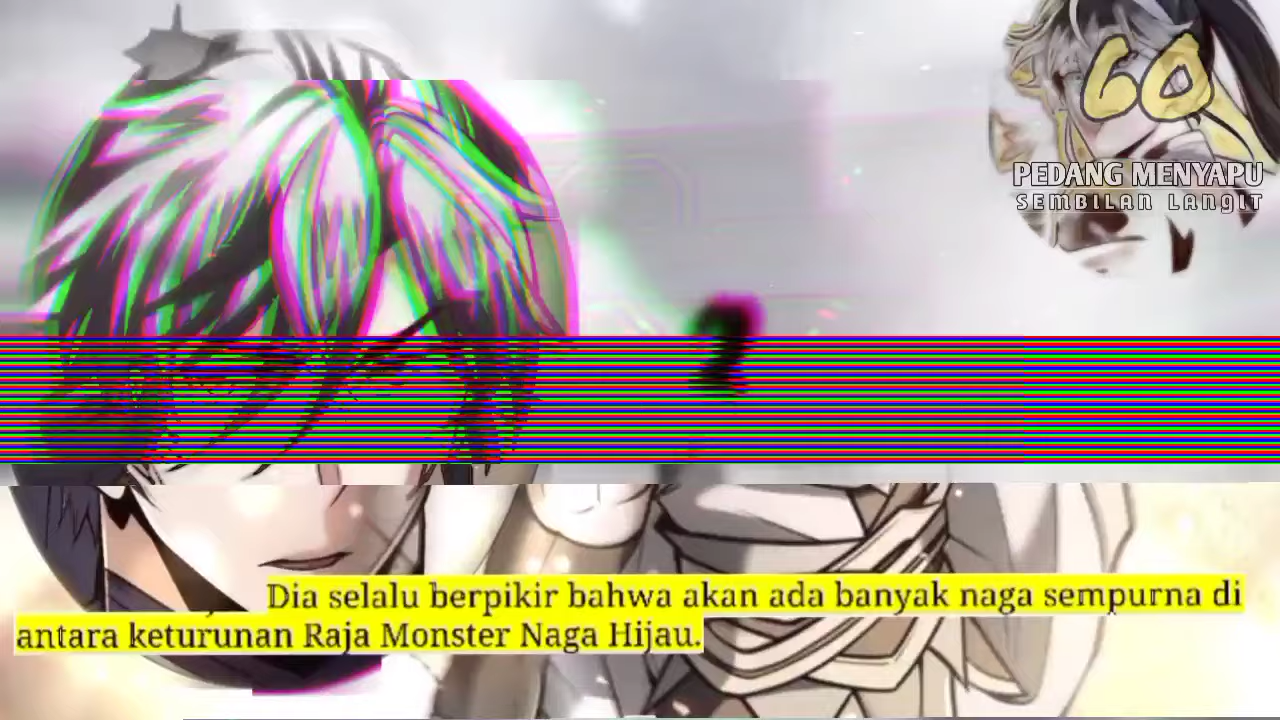 60
PEDANG MENYAPU
SEMBILAN LANGIT
Dia selalu berpikir bahwa akan ada banyak naga sempurna di
antara keturunan Raja Monster Naga Hijau.